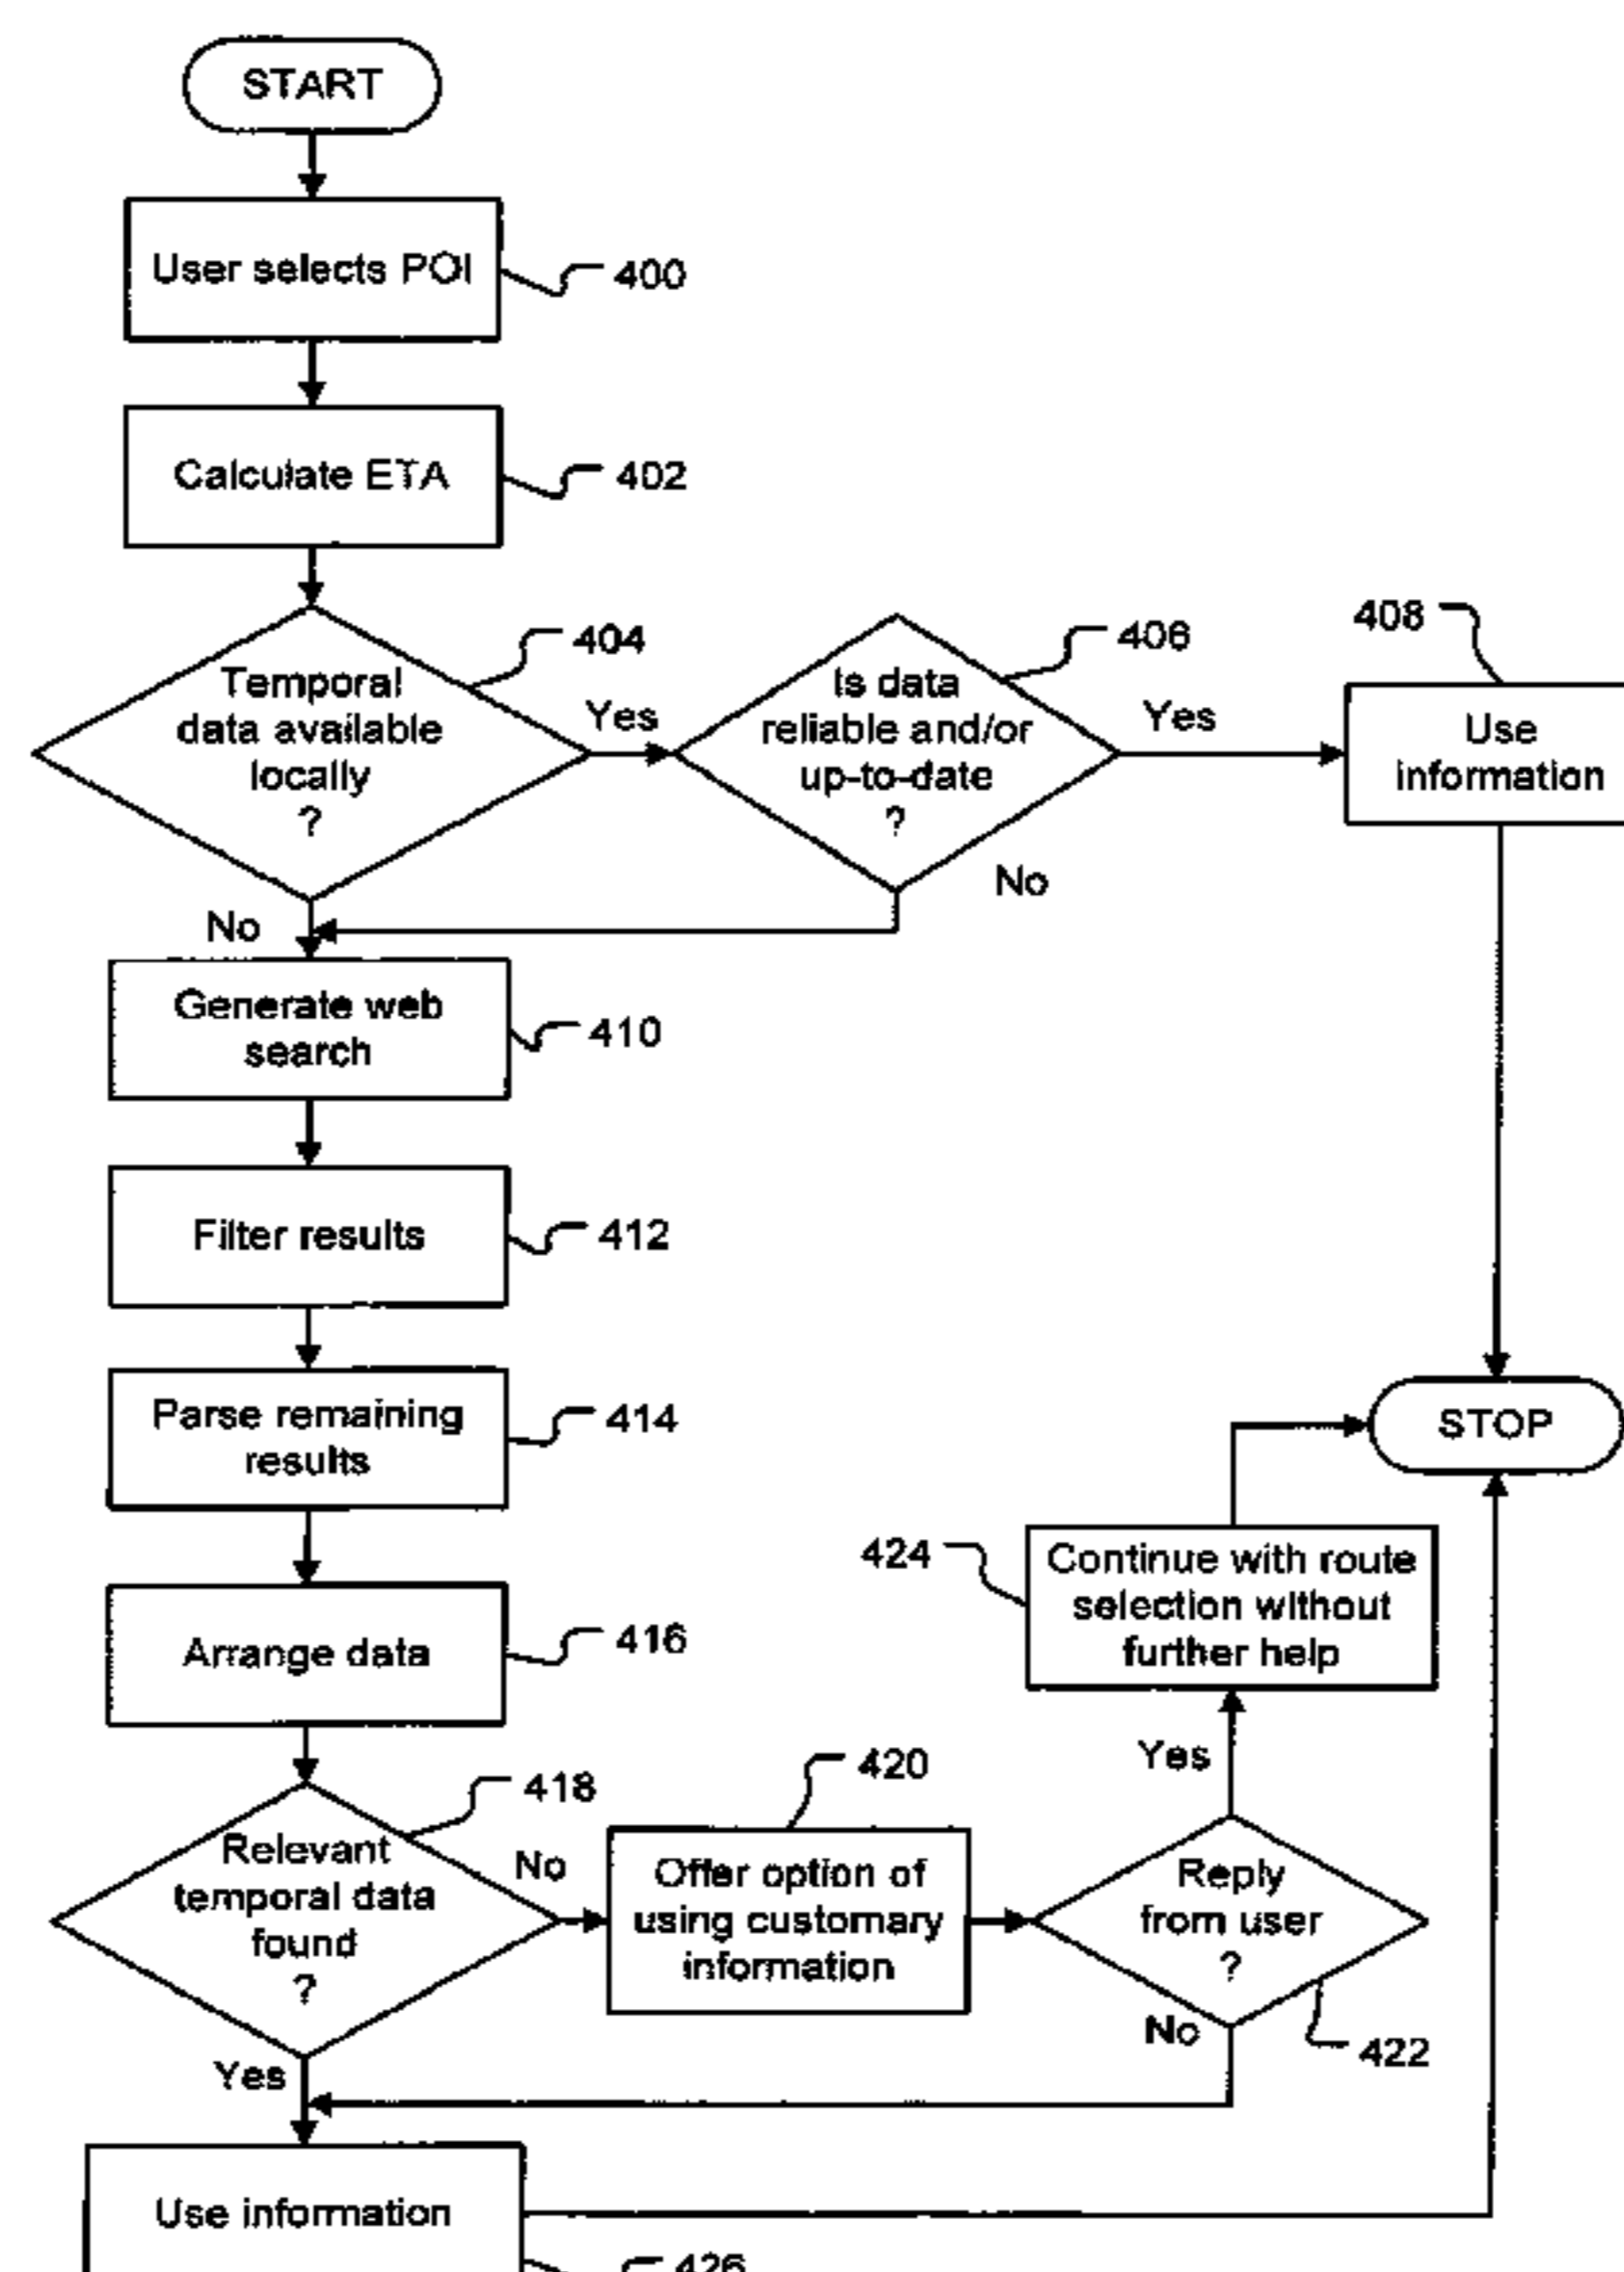 START
User selects POI
400
Calculate ETA
402
404
Temporal
data available
locally
?
Yes
406
Is data
reliable and/or
up-to-date
?
Yes
408
Use
information
No
No
Generate web
search
410
Filter results
412
Parse remaining
results
414
STOP
Arrange data
416
424
Continue with route
selection without
further help
Yes
418
Relevant
temporal data
found
?
No
420
Offer option of
using customary
information
Reply
from user
?
No
422
Yes
Use information
426